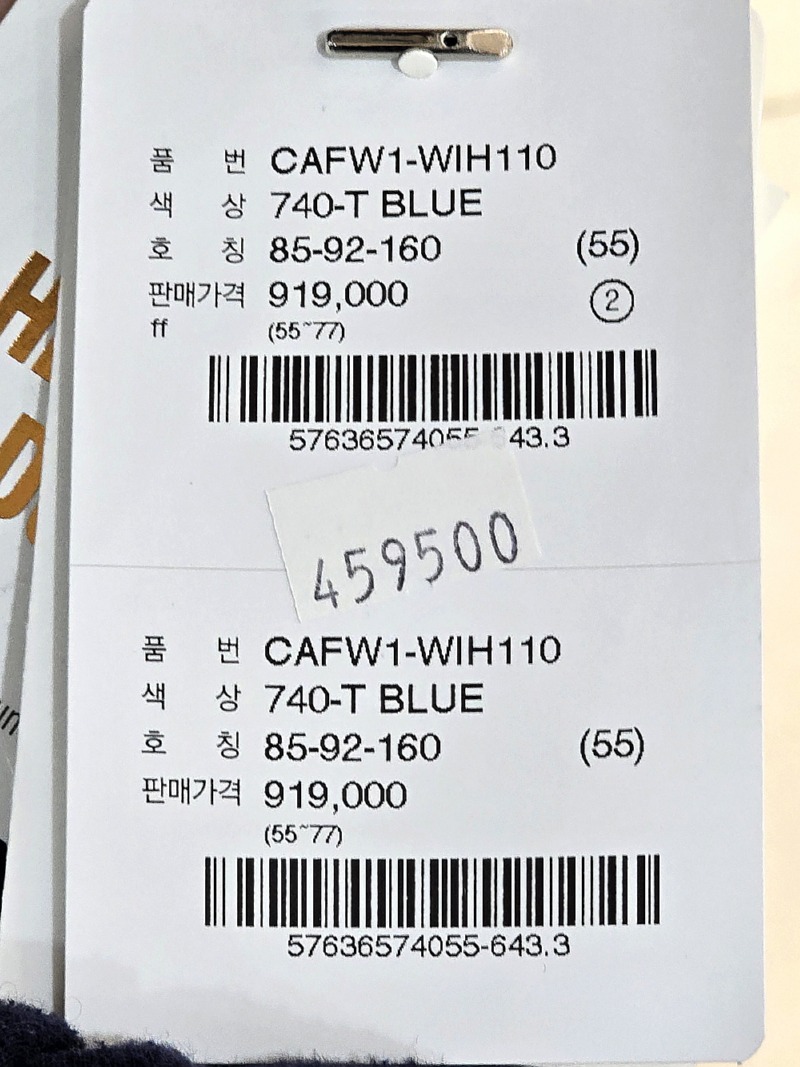 품 번 CAFW1-WIH110
색 상 740-T BLUE
호 칭 85-92-160 (55)
판매가격 919,000 ②
ff (55~77)
57636574055 643.3
459500
품 번 CAFW1-WIH110
색 상 740-T BLUE
호 칭 85-92-160 (55)
판매가격 919,000
(55~77)
57636574055-643.3